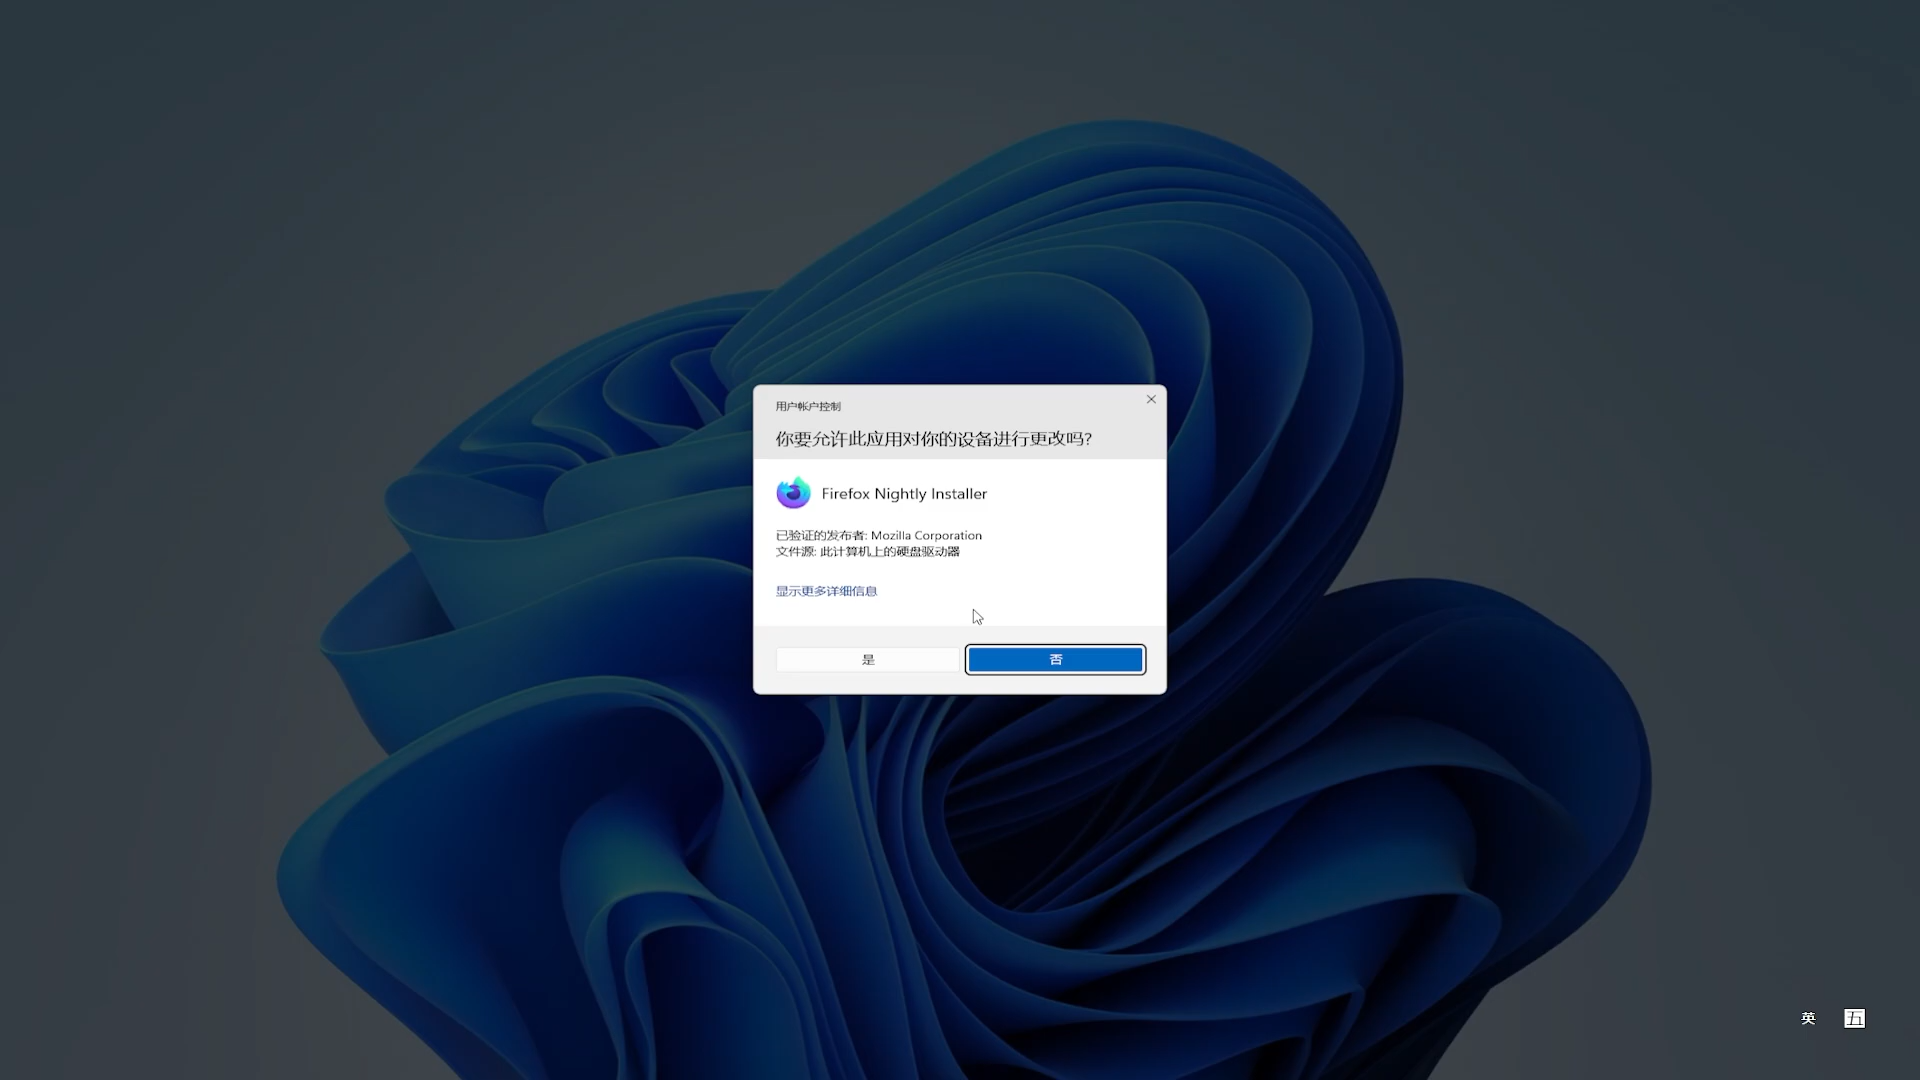 用户帐户控制
你要允许此应用对你的设备进行更改吗?
Firefox Nightly Installer
已验证的发布者: Mozilla Corporation
文件源: 此计算机上的硬盘驱动器
显示更多详细信息
是
否
英
五